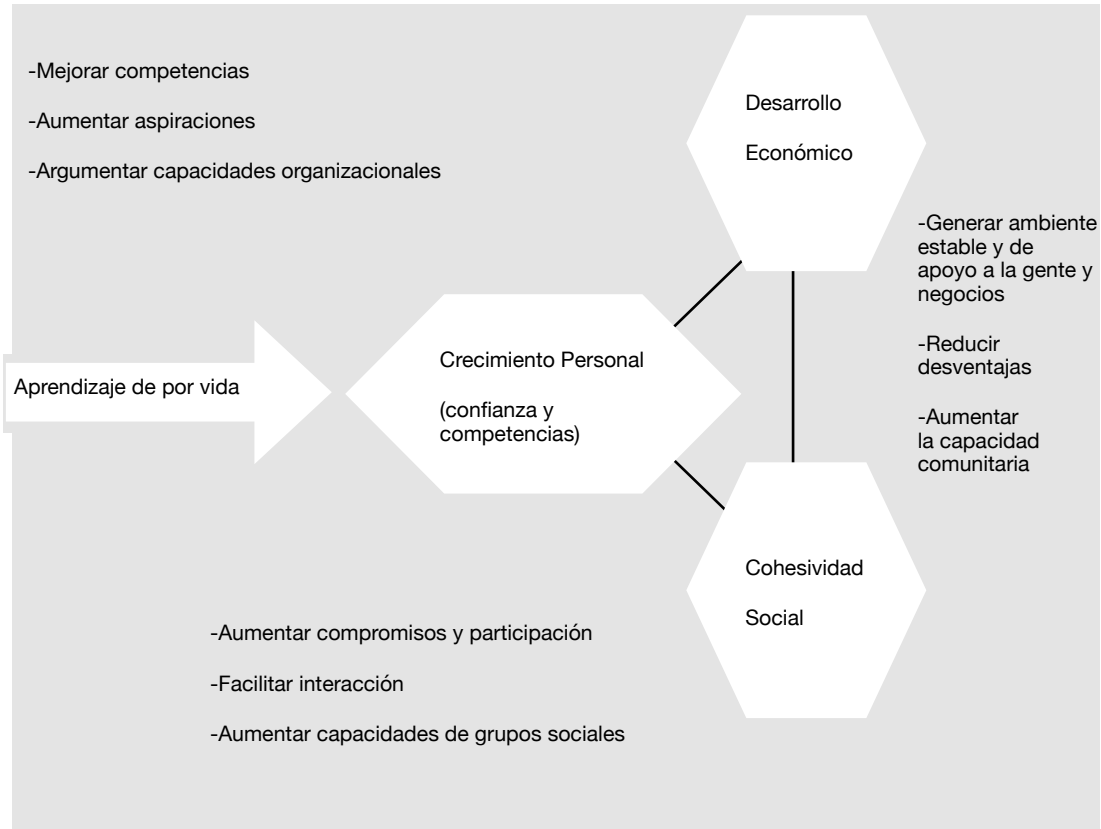 -Mejorar competencias
-Aumentar aspiraciones
-Argumentar capacidades organizacionales
Desarrollo
Económico
-Generar ambiente
estable y de
apoyo a la gente y
negocios
-Reducir
desventajas
-Aumentar
la capacidad
comunitaria
Aprendizaje de por vida
Crecimiento Personal
(confianza y
competencias)
Cohesividad
Social
-Aumentar compromisos y participación
-Facilitar interacción
-Aumentar capacidades de grupos sociales